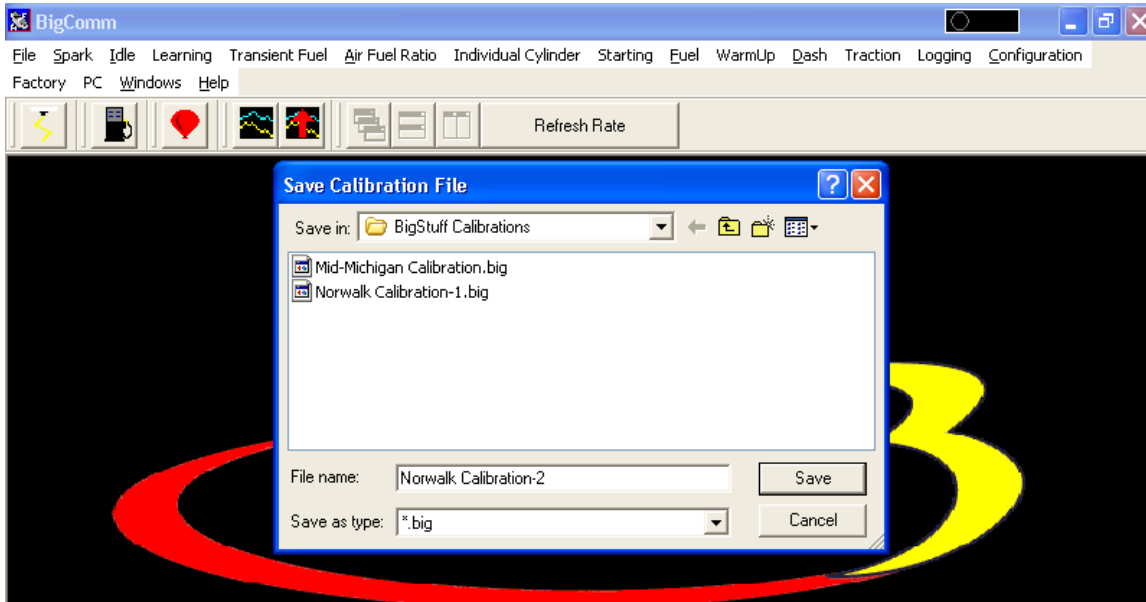 BigComm
File Spark Idle Learning Transient Fuel Air Fuel Ratio Individual Cylinder Starting Fuel WarmUp Dash Traction Logging Configuration
Factory PC Windows Help
Refresh Rate
Save Calibration File
Save in: BigStuff Calibrations
Mid-Michigan Calibration.big
Norwalk Calibration-1.big
File name: Norwalk Calibration-2 Save
Save as type: *.big Cancel